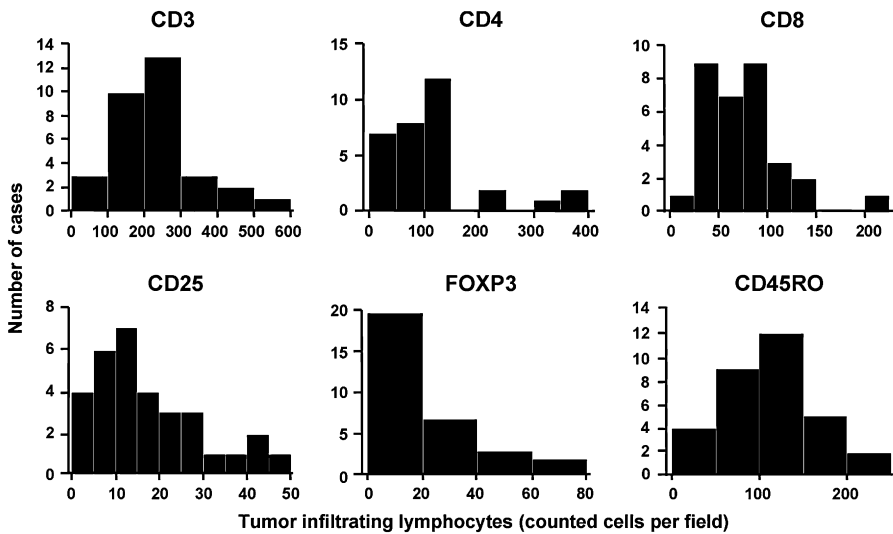 CD3
CD4
CD8
14
12
10
8
6
4
2
0
0 100 200 300 400 500 600
15
10
5
0
0 100 200 300 400
10
8
6
4
2
0
0 50 100 150 200
Number of cases
CD25
FOXP3
CD45RO
8
6
4
2
0
0 10 20 30 40 50
20
15
10
5
0
0 20 40 60 80
14
12
10
8
6
4
2
0
0 100 200
Tumor infiltrating lymphocytes (counted cells per field)